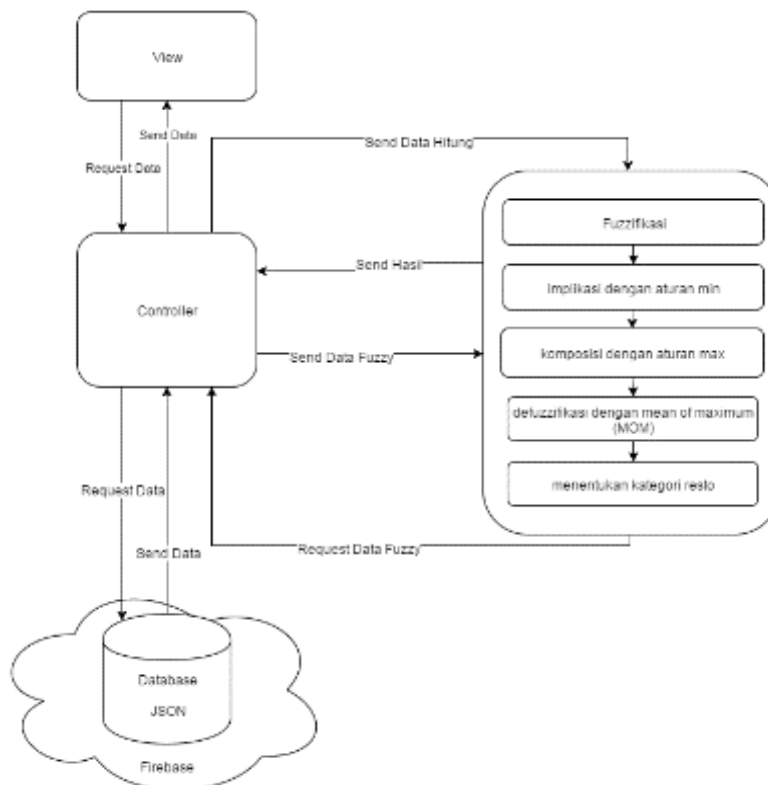 View
Send Data
Request Data
Send Data Hitung
Fuzzifikasi
Send Hasil
Implikasi dengan aturan min
Controller
komposisi dengan aturan max
Send Data Fuzzy
defuzzifikasi dengan mean of maximum
(MOM)
menentukan kategori resto
Request Data
Request Data Fuzzy
Send Data
Database
JSON
Firebase